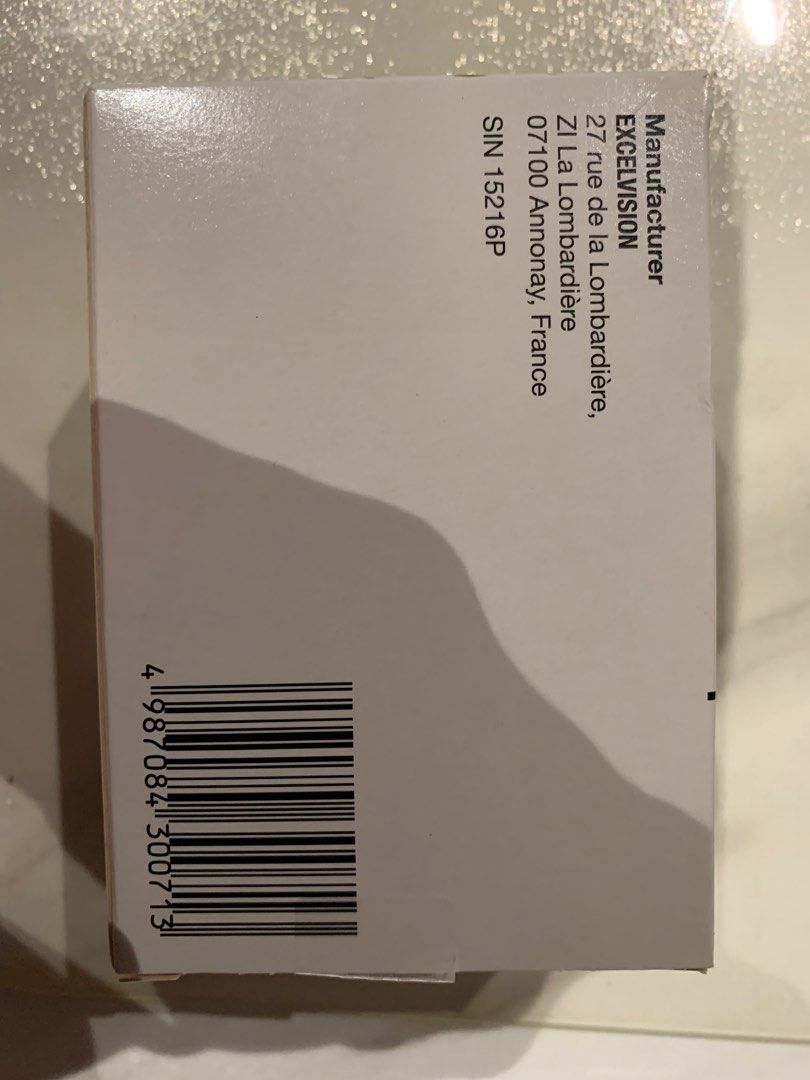 Manufacturer
EXCELVISION
27 rue de la Lombardière,
ZI La Lombardière
07100 Annonay, France
SIN 15216P
4 987084 300713